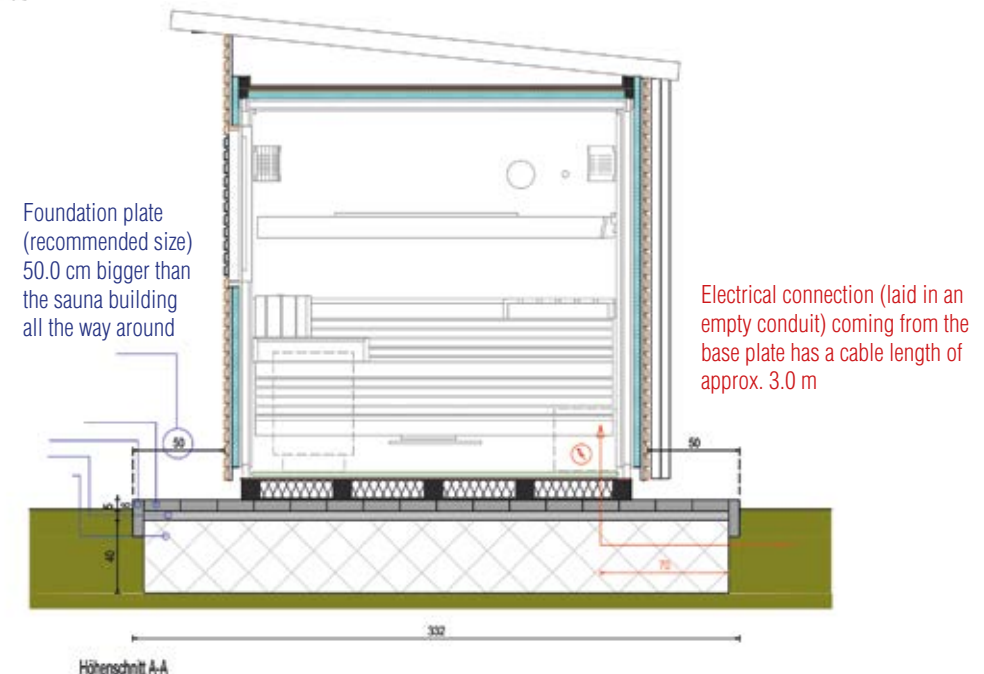 Foundation plate
(recommended size)
50.0 cm bigger than
the sauna building
all the way around
Electrical connection (laid in an
empty conduit) coming from the
base plate has a cable length of
approx. 3.0 m
50
50
5
40
70
332
Höhenschnitt A-A